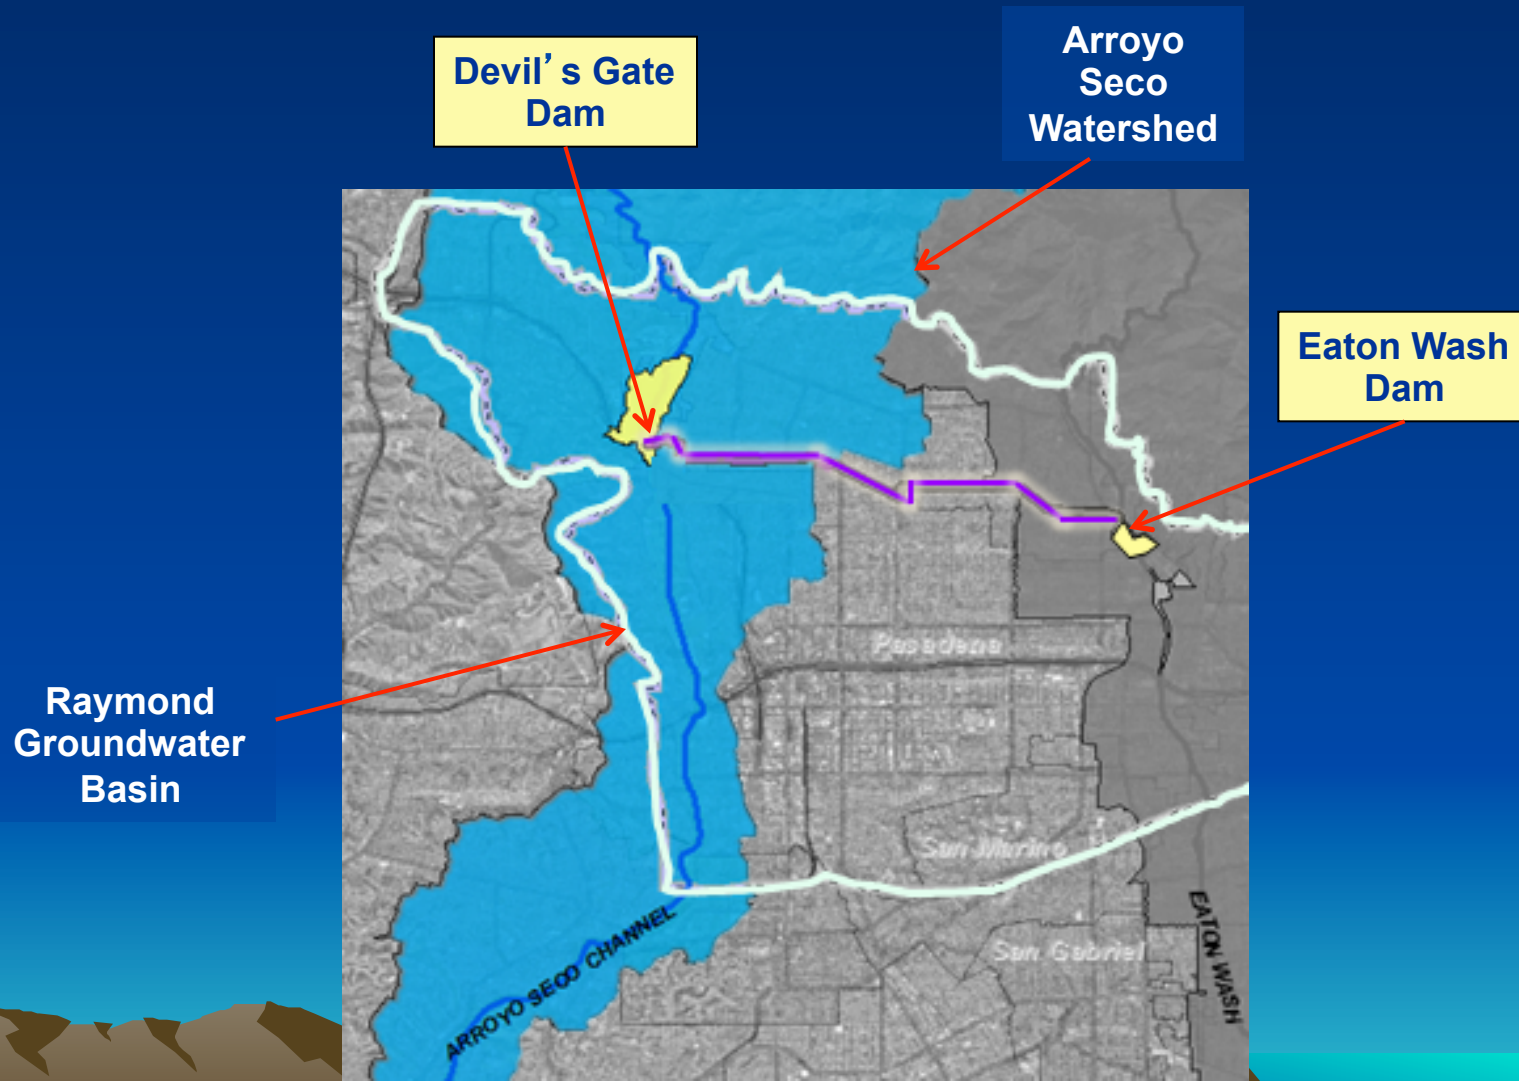 Devil’s Gate
Dam
Arroyo
Seco
Watershed
Eaton Wash
Dam
Raymond
Groundwater
Basin
Pasadena
San Marino
San Gabriel
EATON WASH
ARROYO SECO CHANNEL